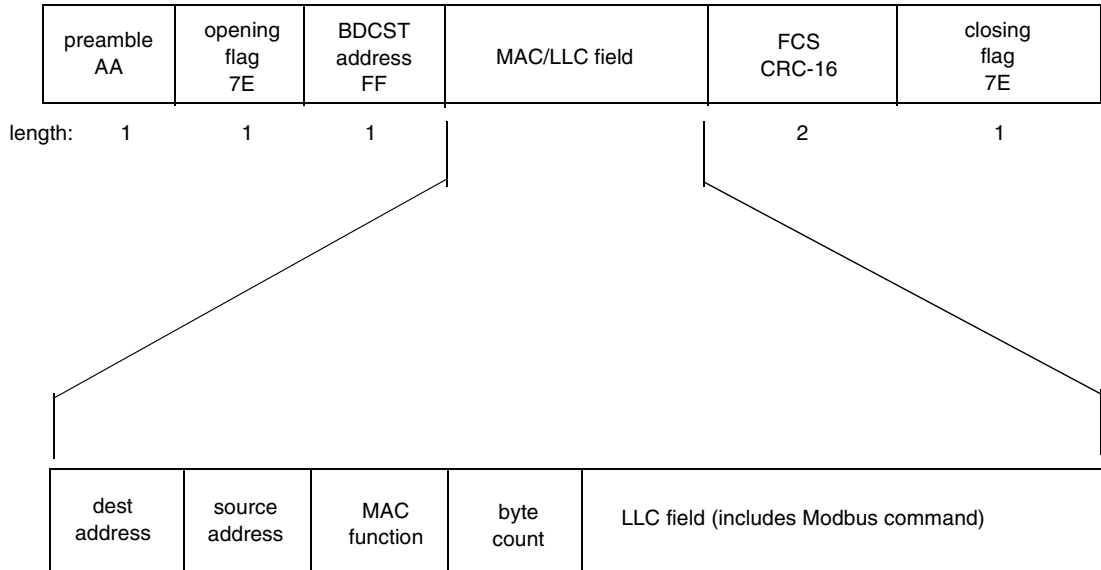 preamble
AA
opening
flag
7E
BDCST
address
FF
MAC/LLC field
FCS
CRC-16
closing
flag
7E
length: 1 1 1 2 1
dest
address
source
address
MAC
function
byte
count
LLC field (includes Modbus command)